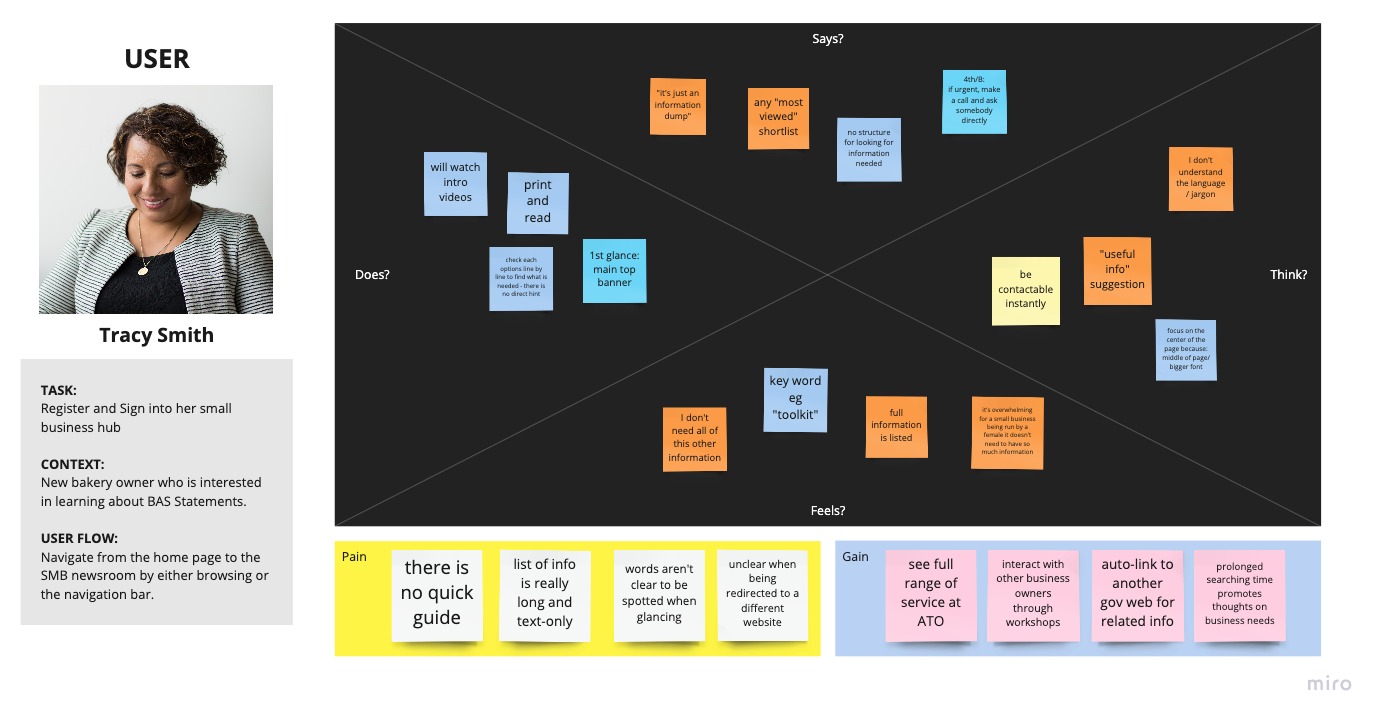 USER
Tracy Smith
TASK:
Register and Sign into her small
business hub
CONTEXT:
New bakery owner who is interested
in learning about BAS Statements.
USER FLOW:
Navigate from the home page to the
SMB newsroom by either browsing or
the navigation bar.
Says?
"it's just an
information
dump"
any "most
viewed"
shortlist
no structure
for looking for
information
needed
4th/B:
if urgent, make
a call and ask
somebody
directly
Does?
will watch
intro
videos
print
and
read
check each
options line by
line to find what is
needed - there is
no direct hint
1st glance:
main top
banner
Think?
I don't
understand
the language
/ jargon
"useful
info"
suggestion
be
contactable
instantly
focus on the
center of the
page because:
middle of page/
bigger font
Feels?
I don't
need all of
this other
information
key word
eg
"toolkit"
full
information
is listed
it's overwhelming
for a small business
being run by a
female it doesn't
need to have so
much information
Pain
there is
no quick
guide
list of info
is really
long and
text-only
words aren't
clear to be
spotted when
glancing
unclear when
being
redirected to a
different
website
Gain
see full
range of
service at
ATO
interact with
other business
owners
through
workshops
auto-link to
another
gov web for
related info
prolonged
searching time
promotes
thoughts on
business needs
miro